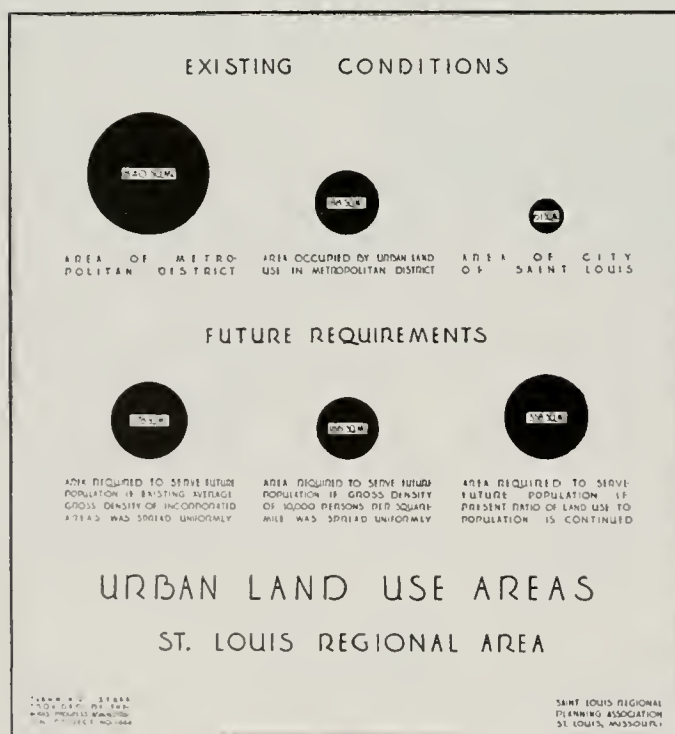 EXISTING CONDITIONS
AREA OF METRO-
POLITAN DISTRICT
AREA OCCUPIED BY URBAN LAND
USE IN METROPOLITAN DISTRICT
AREA OF CITY
OF SAINT LOUIS
FUTURE REQUIREMENTS
AREA REQUIRED TO SERVE FUTURE
POPULATION IF EXISTING AVERAGE
GROSS DENSITY OF INCORPORATED
AREAS WAS SPREAD UNIFORMLY
AREA REQUIRED TO SERVE FUTURE
POPULATION IF GROSS DENSITY
OF 10,000 PERSONS PER SQUARE
MILE WAS SPREAD UNIFORMLY
AREA REQUIRED TO SERVE
FUTURE POPULATION IF
PRESENT RATIO OF LAND USE TO
POPULATION IS CONTINUED
URBAN LAND USE AREAS
ST. LOUIS REGIONAL AREA
SAINT LOUIS REGIONAL
PLANNING ASSOCIATION
ST. LOUIS, MISSOURI